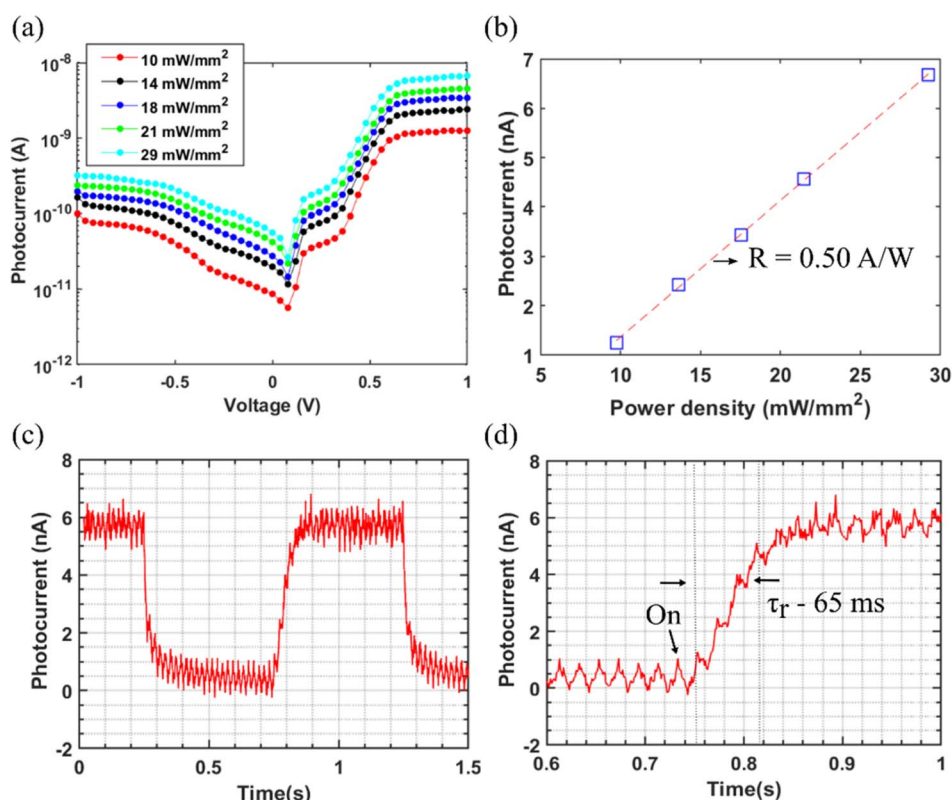 (a)
10 mW/mm²
14 mW/mm²
18 mW/mm²
21 mW/mm²
29 mW/mm²
Photocurrent (A)
10⁻⁸
10⁻⁹
10⁻¹⁰
10⁻¹¹
10⁻¹²
-1 -0.5 0 0.5 1
Voltage (V)
(b)
Photocurrent (nA)
7
6
5
4
3
2
1
R = 0.50 A/W
5 10 15 20 25 30
Power density (mW/mm²)
(c)
Photocurrent (nA)
8
6
4
2
0
-2
0 0.5 1 1.5
Time(s)
(d)
Photocurrent (nA)
8
6
4
2
0
-2
On
τr - 65 ms
0.6 0.7 0.8 0.9 1
Time(s)